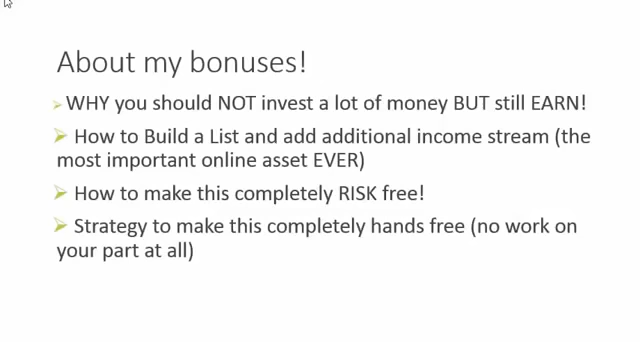 About my bonuses!
WHY you should NOT invest a lot of money BUT still EARN!
How to Build a List and add additional income stream (the
most important online asset EVER)
How to make this completely RISK free!
Strategy to make this completely hands free (no work on
your part at all)